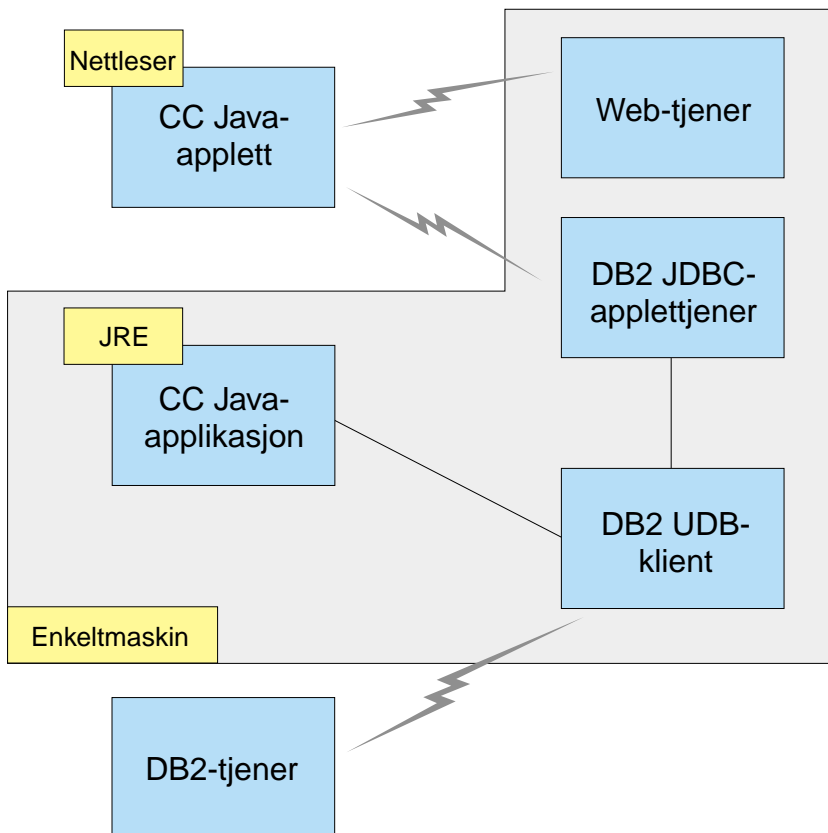 Nettleser
CC Java-
applett
Web-tjener
DB2 JDBC-
applettjener
JRE
CC Java-
applikasjon
DB2 UDB-
klient
Enkeltmaskin
DB2-tjener